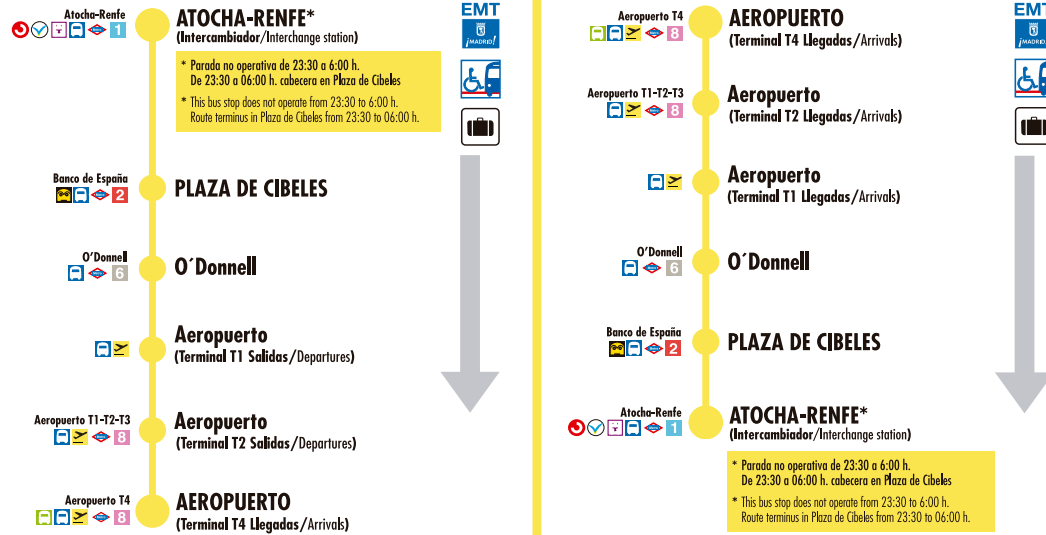 Atocha-Renfe
1
ATOCHA-RENFE*
(Intercambiador/Interchange station)
* Parada no operativa de 23:30 a 6:00 h.
De 23:30 a 06:00 h. cabecera en Plaza de Cibeles
* This bus stop does not operate from 23:30 to 6:00 h.
Route terminus in Plaza de Cibeles from 23:30 to 06:00 h.
EMT
¡MADRID!
Banco de España
2
PLAZA DE CIBELES
O'Donnell
6
O´Donnell
Aeropuerto
(Terminal T1 Salidas/Departures)
Aeropuerto T1-T2-T3
8
Aeropuerto
(Terminal T2 Salidas/Departures)
Aeropuerto T4
8
AEROPUERTO
(Terminal T4 Llegadas/Arrivals)
Aeropuerto T4
8
AEROPUERTO
(Terminal T4 Llegadas/Arrivals)
EMT
¡MADRID!
Aeropuerto T1-T2-T3
8
Aeropuerto
(Terminal T2 Llegadas/Arrivals)
Aeropuerto
(Terminal T1 Llegadas/Arrivals)
O'Donnell
6
O´Donnell
Banco de España
2
PLAZA DE CIBELES
Atocha-Renfe
1
ATOCHA-RENFE*
(Intercambiador/Interchange station)
* Parada no operativa de 23:30 a 6:00 h.
De 23:30 a 06:00 h. cabecera en Plaza de Cibeles
* This bus stop does not operate from 23:30 to 6:00 h.
Route terminus in Plaza de Cibeles from 23:30 to 06:00 h.